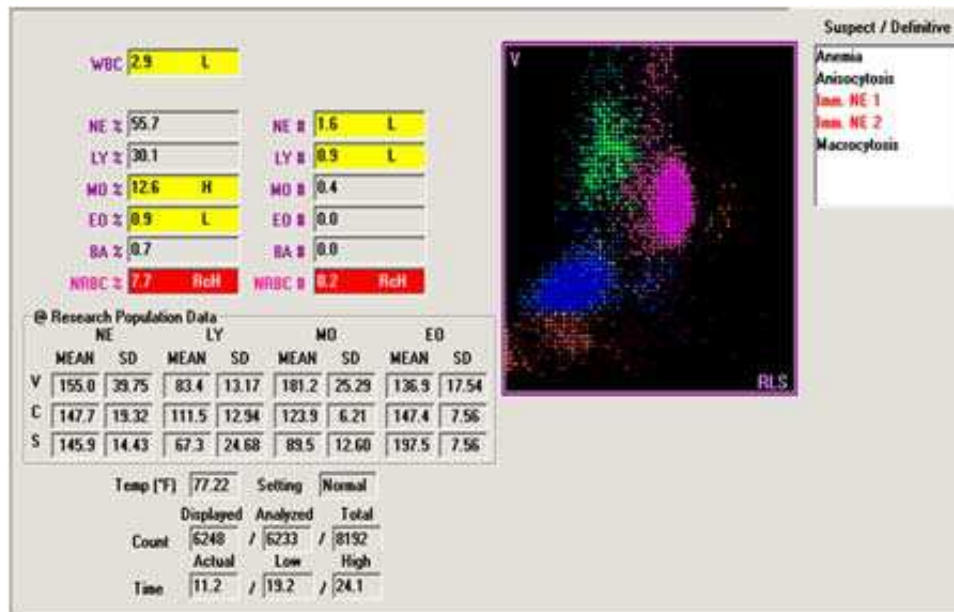 Suspect / Definitive
Anemia
Anisocytosis
Imm. NE 1
Imm. NE 2
Macrocytosis
WBC 2.9 L
NE % 55.7 NE # 1.6 L
LY % 30.1 LY # 0.9 L
MO % 12.6 H MO # 0.4
EO % 0.9 L EO # 0.0
BA % 0.7 BA # 0.0
NRBC % 7.7 RcH NRBC # 0.2 RcH
V
RLS
@ Research Population Data
NE LY MO EO
MEAN SD MEAN SD MEAN SD MEAN SD
V 155.0 39.75 83.4 13.17 181.2 25.29 136.9 17.54
C 147.7 19.32 111.5 12.94 123.9 6.21 147.4 7.56
S 145.9 14.43 67.3 24.68 89.5 12.60 197.5 7.56
Temp (°F) 77.22 Setting Normal
Displayed Analyzed Total
Count 6248 / 6233 / 8192
Actual Low High
Time 11.2 / 19.2 / 24.1